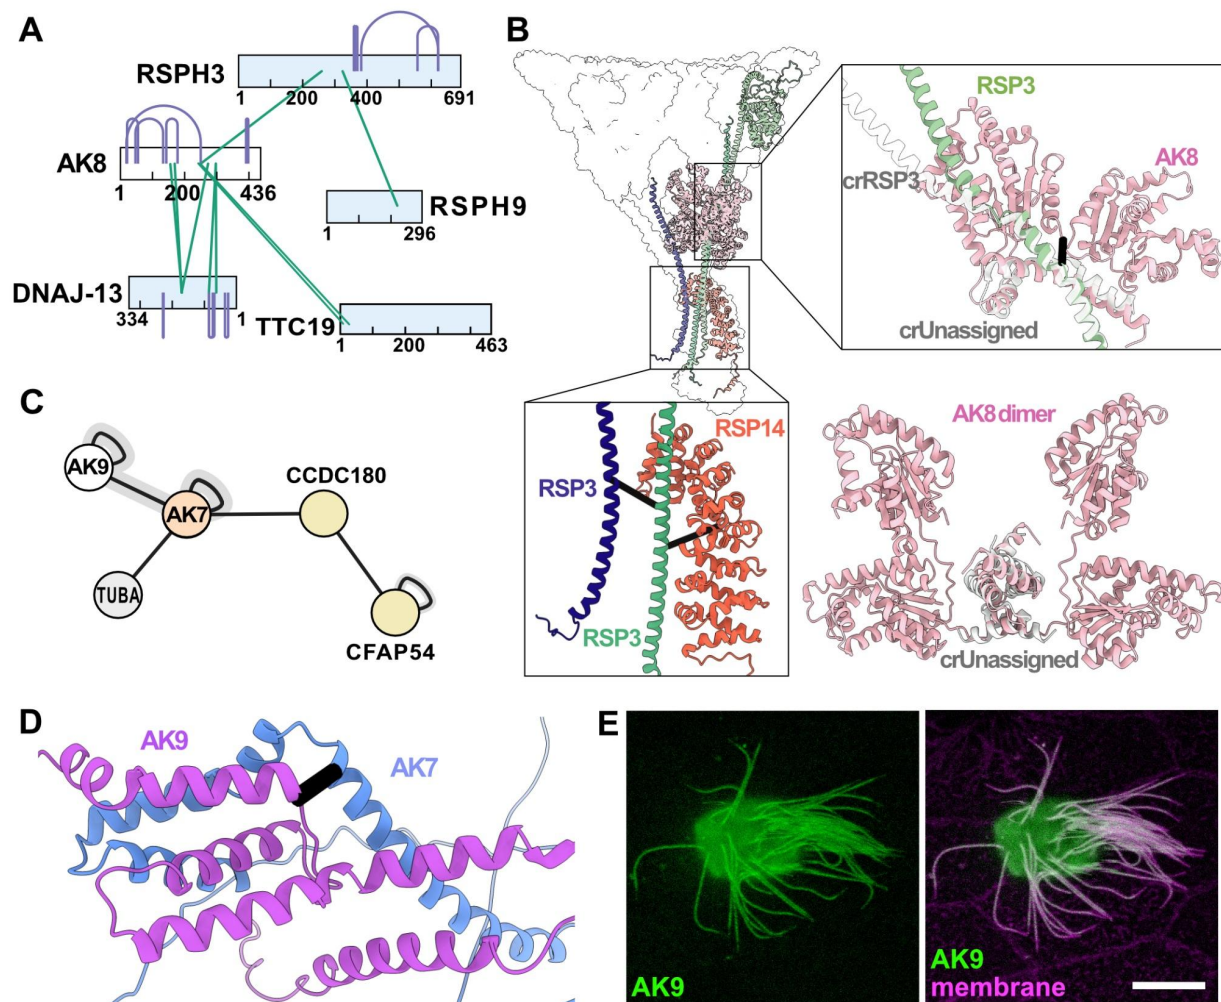 A
RSPH3
1
200
400
691
AK8
1
200
436
RSPH9
1
296
DNAJ-13
334
1
TTC19
1
200
463
B
RSP3
AK8
crRSP3
crUnassigned
RSP14
RSP3
RSP3
AK8 dimer
crUnassigned
C
AK9
AK7
CCDC180
TUBA
CFAP54
D
AK9
AK7
E
AK9
AK9
membrane